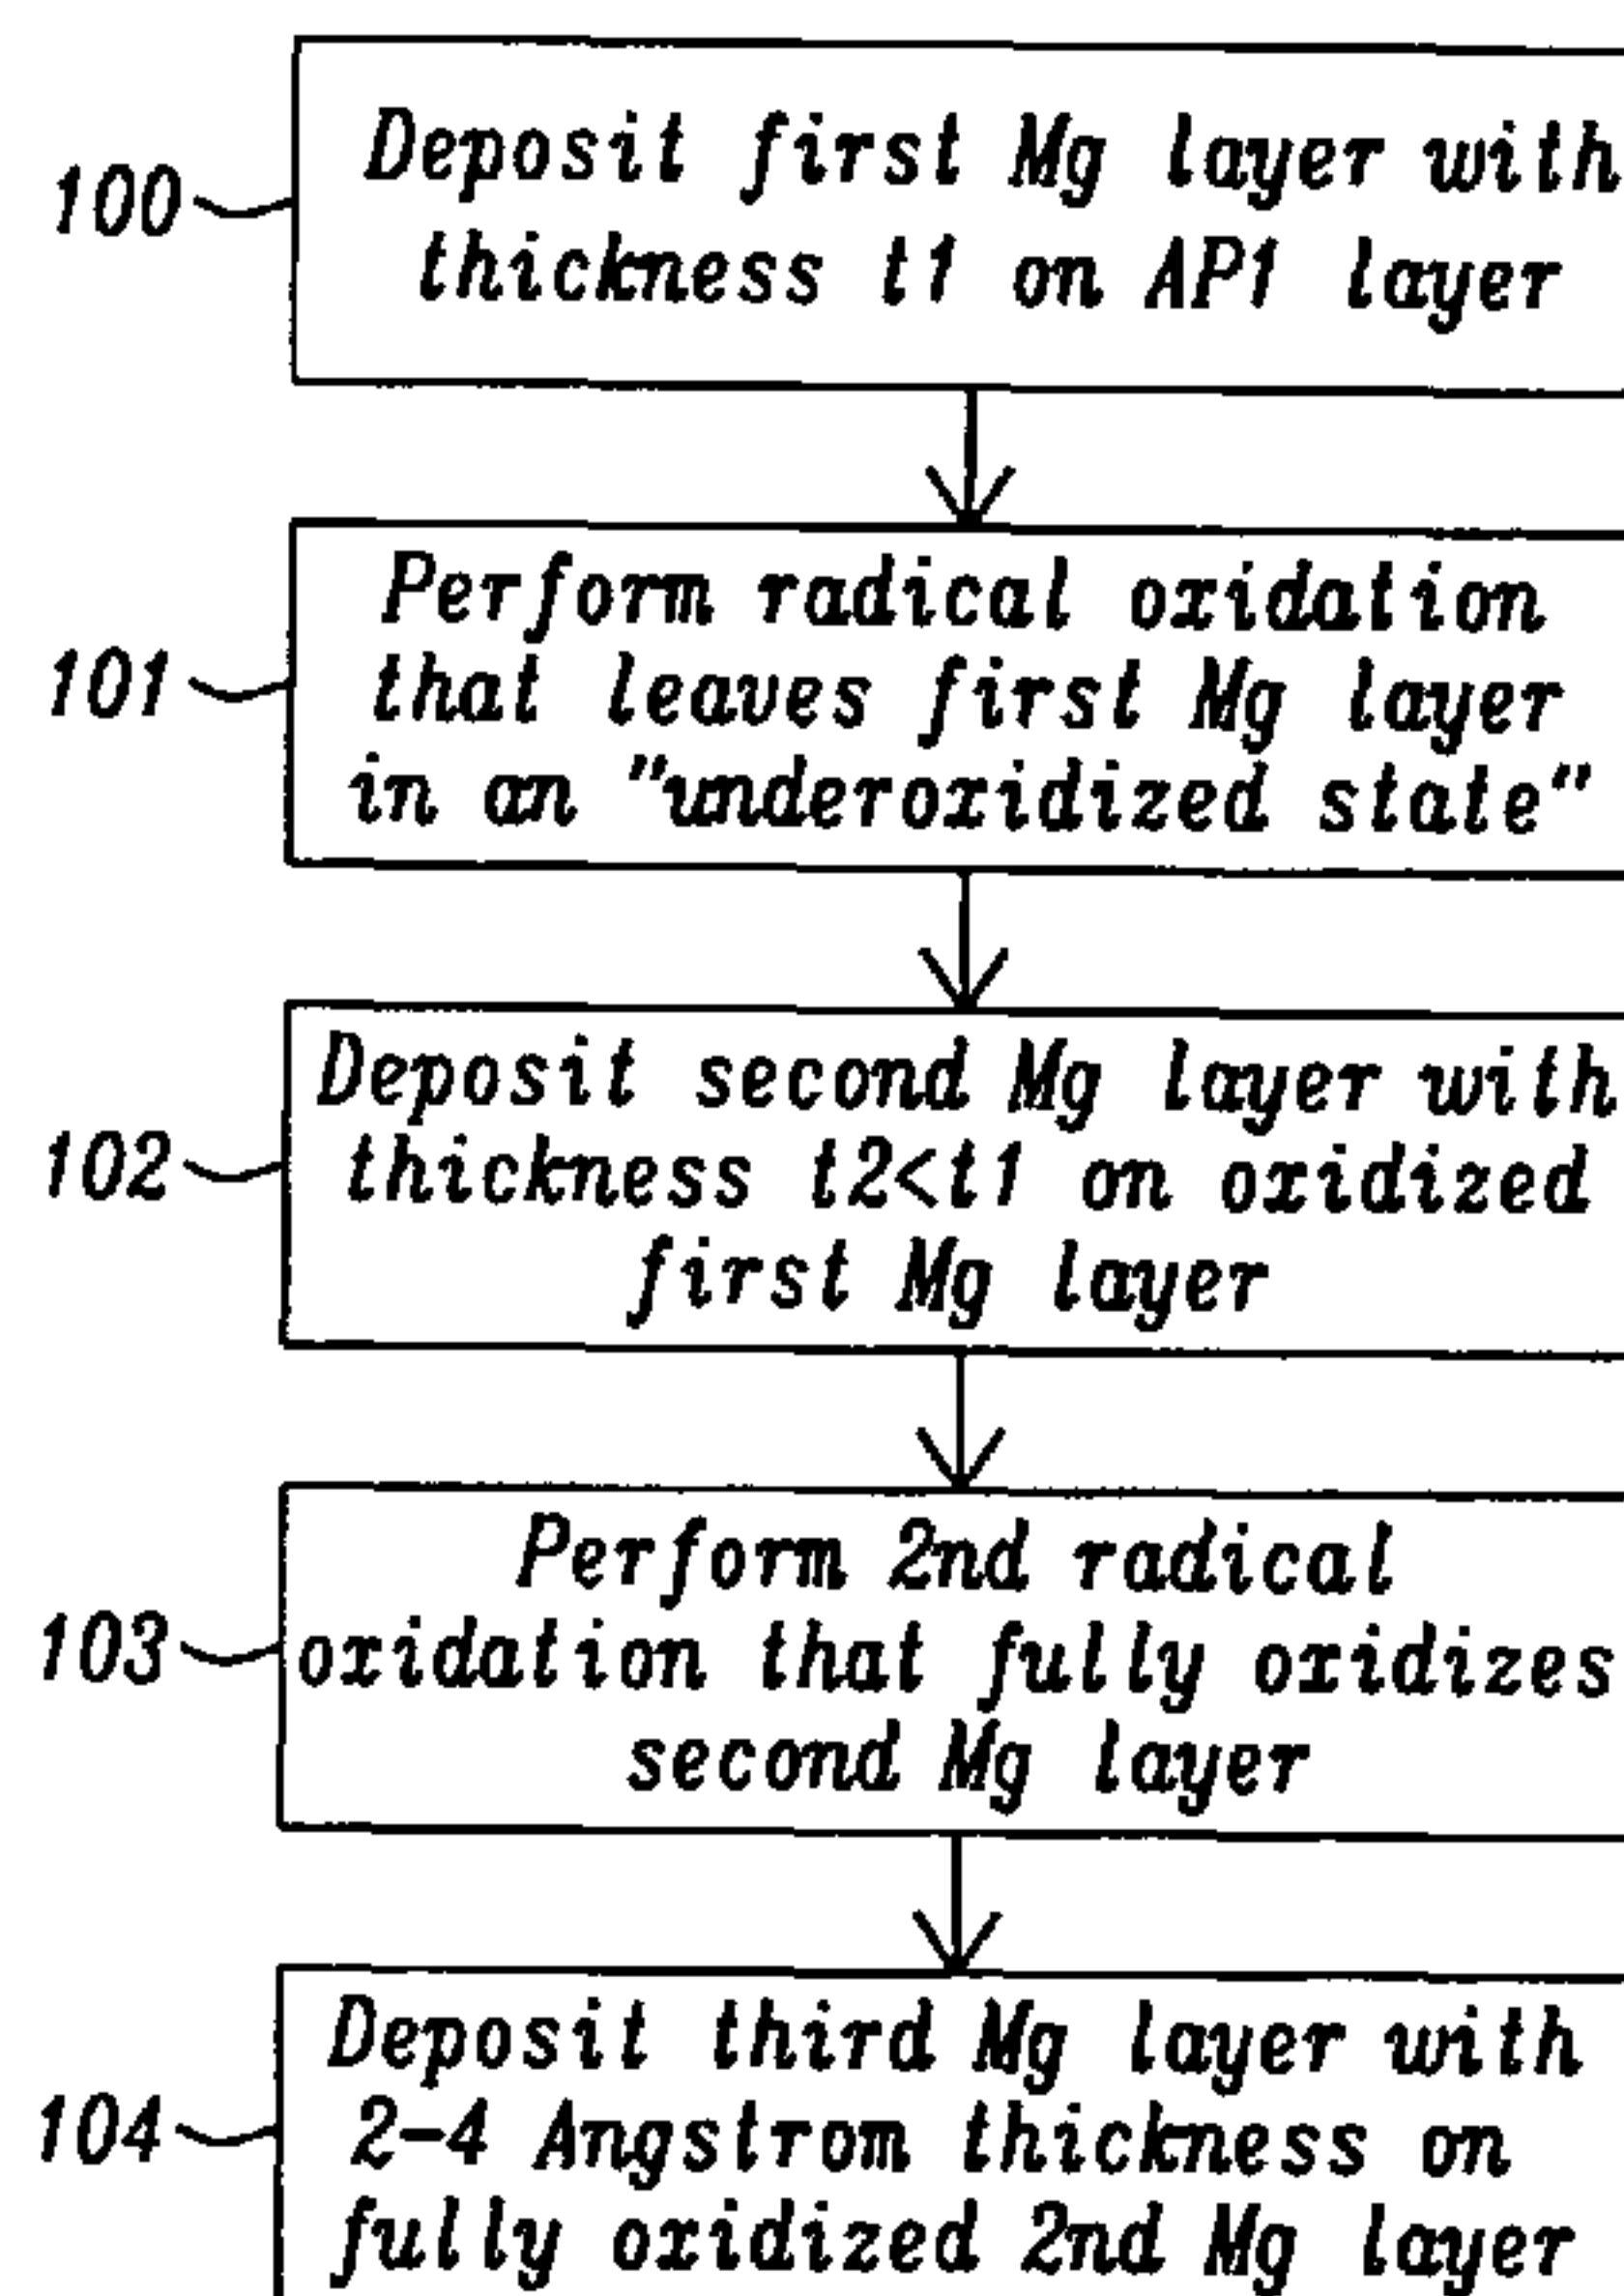 100
Deposit first Mg layer with
thickness t1 on AP1 layer
101
Perform radical oxidation
that leaves first Mg layer
in an "underoxidized state"
102
Deposit second Mg layer with
thickness t2<t1 on oxidized
first Mg layer
103
Perform 2nd radical
oxidation that fully oxidizes
second Mg layer
104
Deposit third Mg layer with
2-4 Angstrom thickness on
fully oxidized 2nd Mg layer